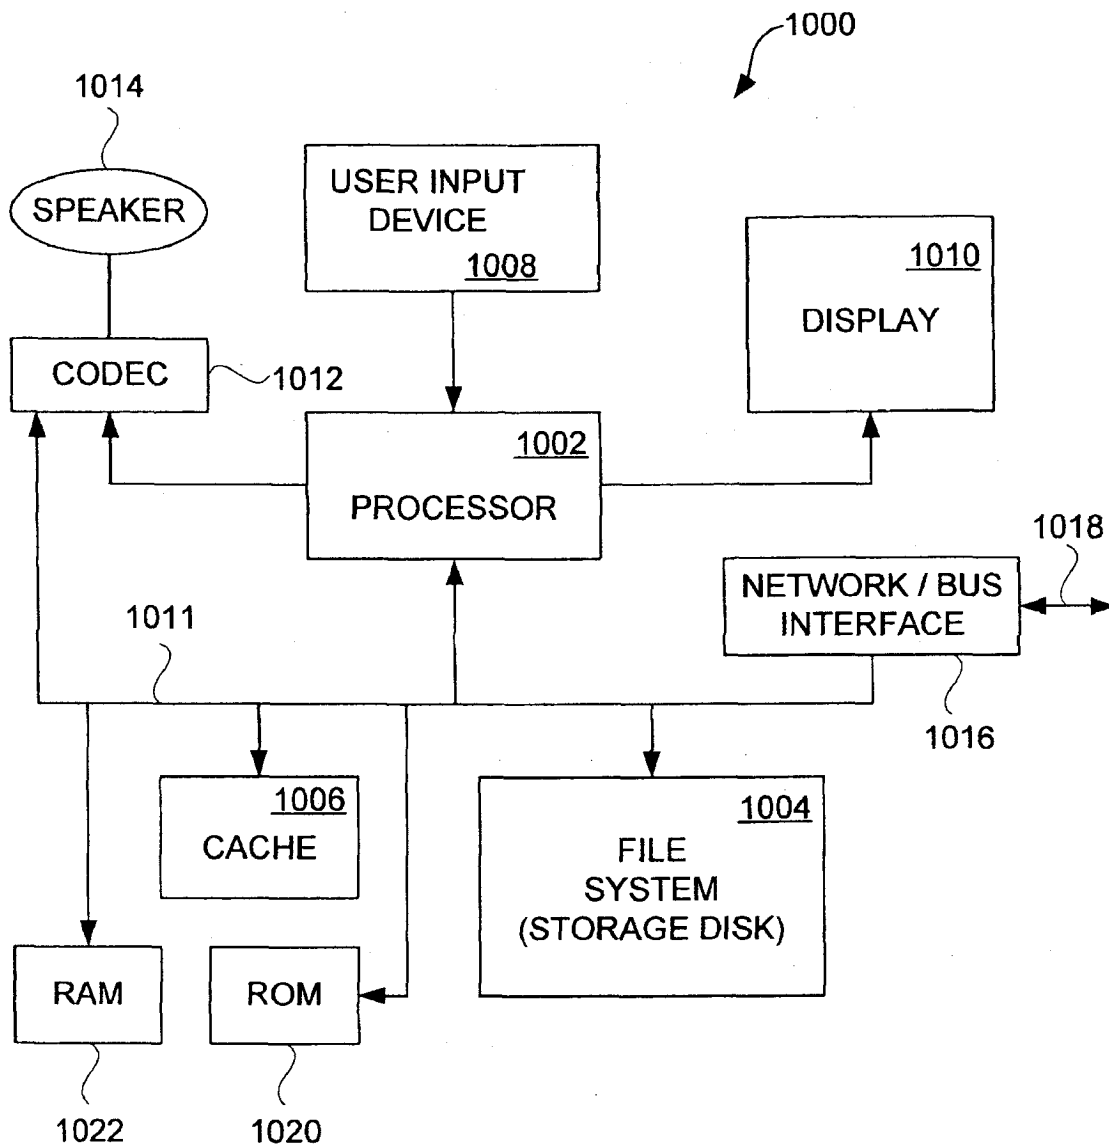 1000
1014
SPEAKER
USER INPUT
DEVICE
1008
1010
DISPLAY
CODEC
1012
1002
PROCESSOR
1018
NETWORK / BUS
INTERFACE
1016
1011
1006
CACHE
1004
FILE
SYSTEM
(STORAGE DISK)
RAM
ROM
1022
1020